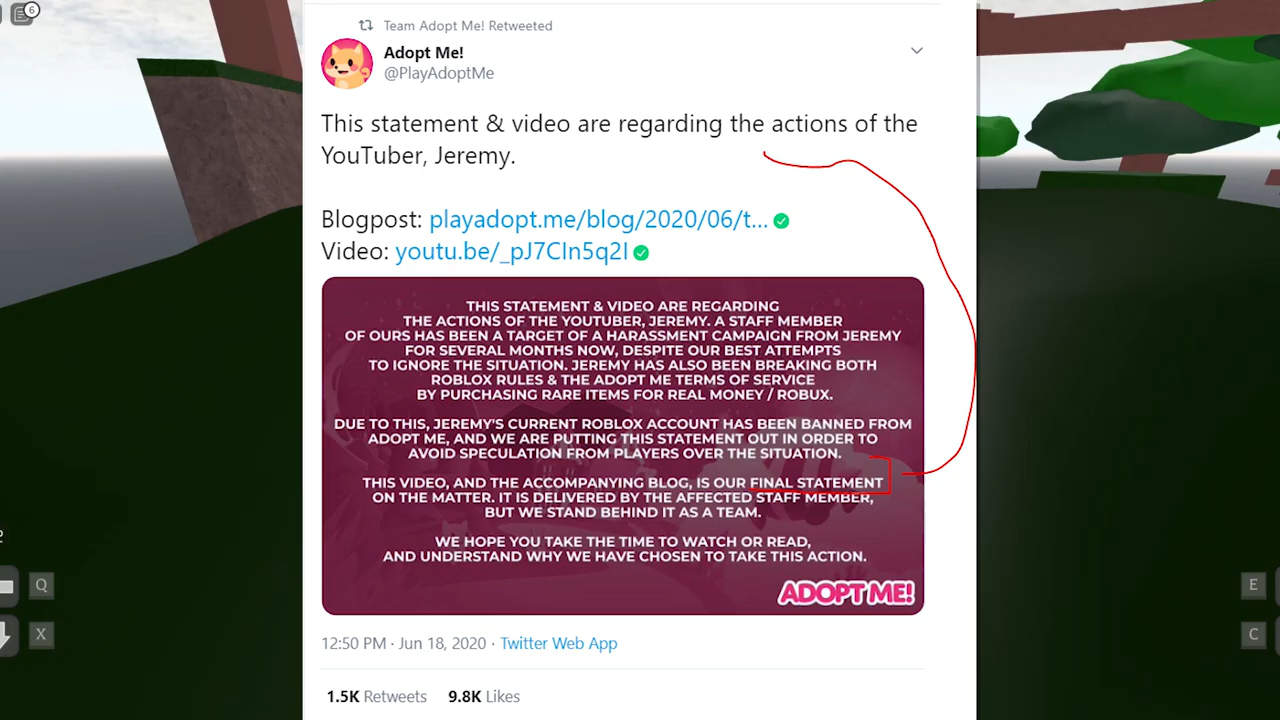 6
Team Adopt Me! Retweeted
Adopt Me!
@PlayAdoptMe
This statement & video are regarding the actions of the
YouTuber, Jeremy.
Blogpost: playadopt.me/blog/2020/06/t...
Video: youtu.be/_pJ7CIn5q2I
THIS STATEMENT & VIDEO ARE REGARDING
THE ACTIONS OF THE YOUTUBER, JEREMY. A STAFF MEMBER
OF OURS HAS BEEN A TARGET OF A HARASSMENT CAMPAIGN FROM JEREMY
FOR SEVERAL MONTHS NOW, DESPITE OUR BEST ATTEMPTS
TO IGNORE THE SITUATION. JEREMY HAS ALSO BEEN BREAKING BOTH
ROBLOX RULES & THE ADOPT ME TERMS OF SERVICE
BY PURCHASING RARE ITEMS FOR REAL MONEY / ROBUX.
DUE TO THIS, JEREMY'S CURRENT ROBLOX ACCOUNT HAS BEEN BANNED FROM
ADOPT ME, AND WE ARE PUTTING THIS STATEMENT OUT IN ORDER TO
AVOID SPECULATION FROM PLAYERS OVER THE SITUATION.
THIS VIDEO, AND THE ACCOMPANYING BLOG, IS OUR FINAL STATEMENT
ON THE MATTER. IT IS DELIVERED BY THE AFFECTED STAFF MEMBER,
BUT WE STAND BEHIND IT AS A TEAM.
WE HOPE YOU TAKE THE TIME TO WATCH OR READ,
AND UNDERSTAND WHY WE HAVE CHOSEN TO TAKE THIS ACTION.
ADOPT ME!
Q
E
X
C
12:50 PM · Jun 18, 2020 · Twitter Web App
1.5K Retweets 9.8K Likes